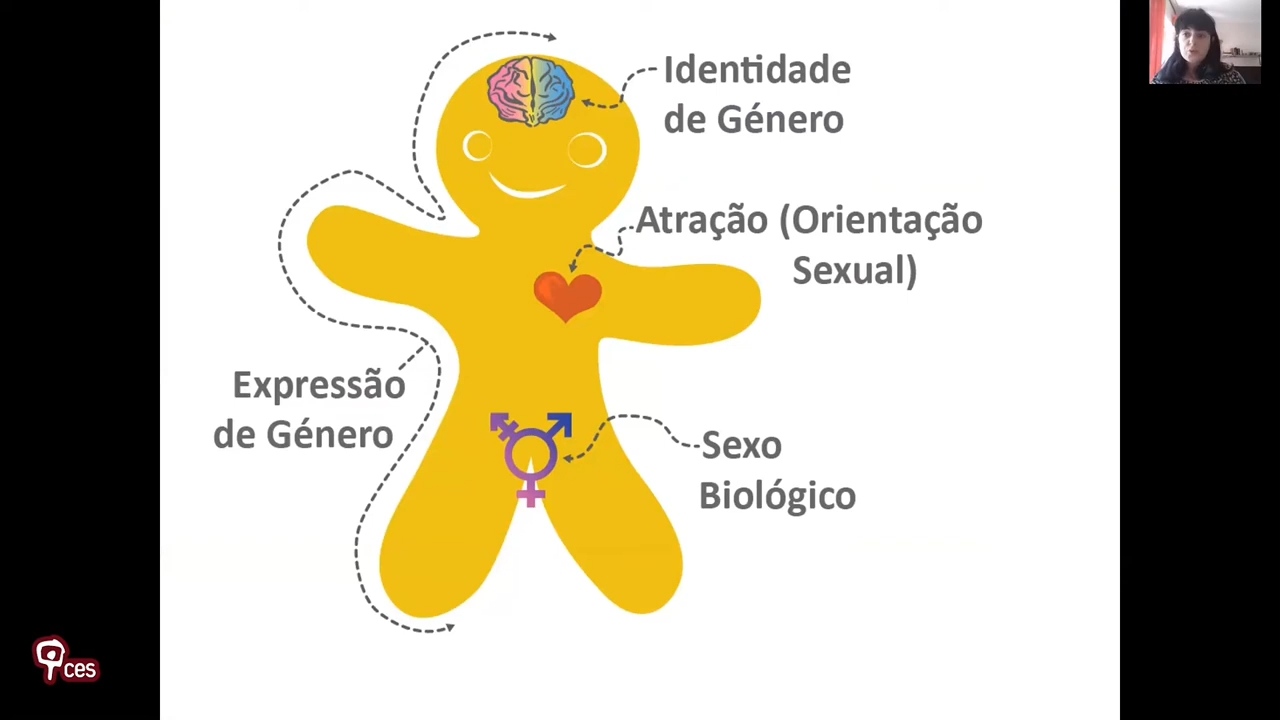 Identidade
de Género
Atração (Orientação
Sexual)
Expressão
de Género
Sexo
Biológico
ces